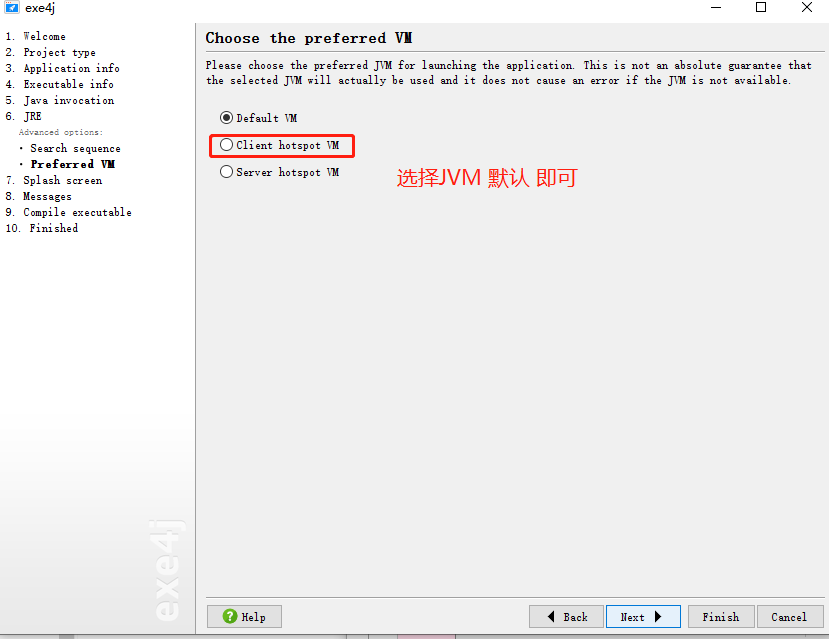 exe4j
1. Welcome
2. Project type
3. Application info
4. Executable info
5. Java invocation
6. JRE
Advanced options:
· Search sequence
· Preferred VM
7. Splash screen
8. Messages
9. Compile executable
10. Finished
exe4j
Choose the preferred VM
Please choose the preferred JVM for launching the application. This is not an absolute guarantee that
the selected JVM will actually be used and it does not cause an error if the JVM is not available.
Default VM
Client hotspot VM
Server hotspot VM
选择JVM 默认 即可
Help
Back
Next
Finish
Cancel